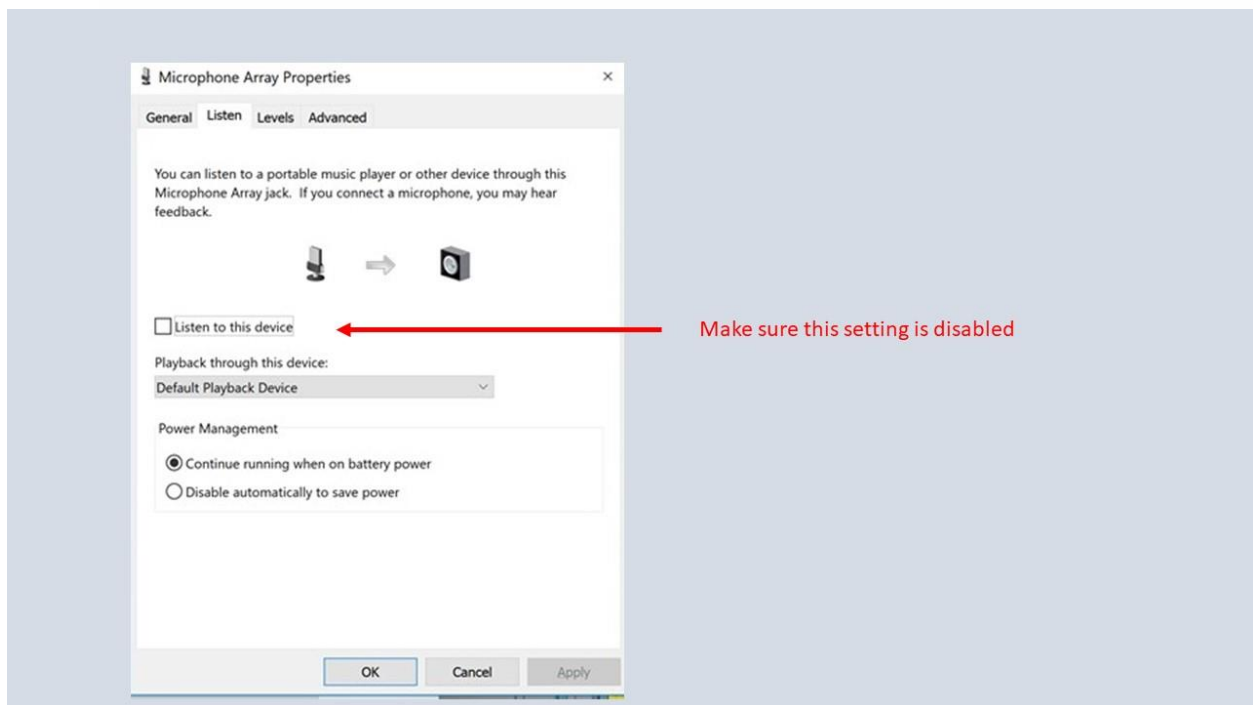 Microphone Array Properties
General Listen Levels Advanced
You can listen to a portable music player or other device through this
Microphone Array jack. If you connect a microphone, you may hear
feedback.
Listen to this device
Make sure this setting is disabled
Playback through this device:
Default Playback Device
Power Management
Continue running when on battery power
Disable automatically to save power
OK Cancel Apply